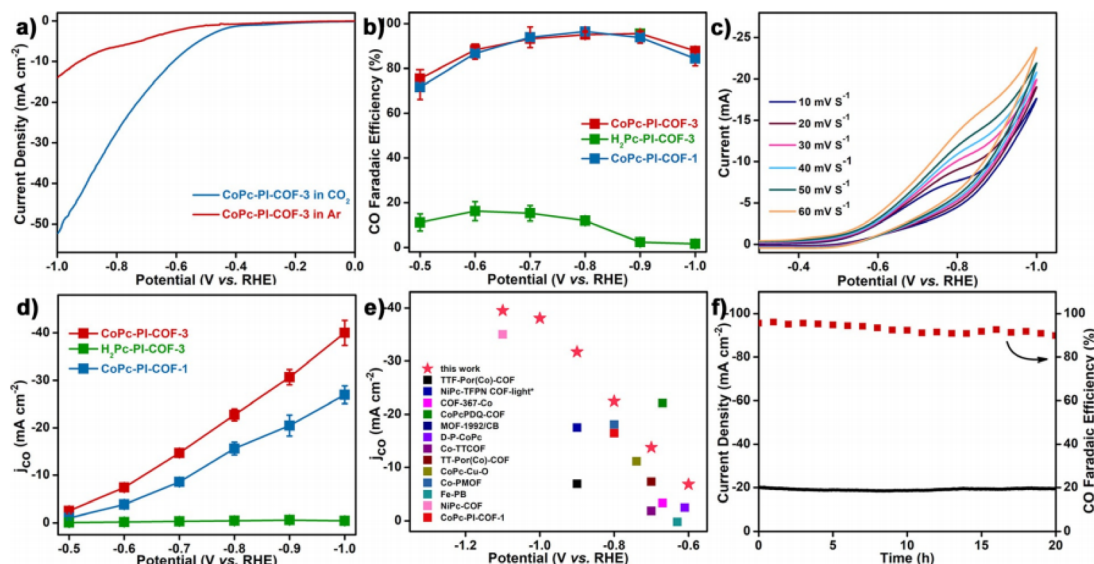 a)
0
-10
-20
-30
-40
-50
Current Density (mA cm⁻²)
CoPc-PI-COF-3 in CO₂
CoPc-PI-COF-3 in Ar
-1.0 -0.8 -0.6 -0.4 -0.2 0.0
Potential (V vs. RHE)
b)
100
80
60
40
20
0
CO Faradaic Efficiency (%)
CoPc-PI-COF-3
H₂Pc-PI-COF-3
CoPc-PI-COF-1
-0.5 -0.6 -0.7 -0.8 -0.9 -1.0
Potential (V vs. RHE)
c)
-25
-20
-15
-10
-5
0
Current (mA)
10 mV S⁻¹
20 mV S⁻¹
30 mV S⁻¹
40 mV S⁻¹
50 mV S⁻¹
60 mV S⁻¹
-0.4 -0.6 -0.8 -1.0
Potential (V vs. RHE)
d)
-40
-30
-20
-10
0
jCO (mA cm⁻²)
CoPc-PI-COF-3
H₂Pc-PI-COF-3
CoPc-PI-COF-1
-0.5 -0.6 -0.7 -0.8 -0.9 -1.0
Potential (V vs. RHE)
e)
-40
-30
-20
-10
0
jCO (mA cm⁻²)
this work
TTF-Por(Co)-COF
NiPc-TFPN COF-light*
COF-367-Co
CoPcPDQ-COF
MOF-1992/CB
D-P-CoPc
Co-TTCOF
TT-Por(Co)-COF
CoPc-Cu-O
Co-PMOF
Fe-PB
NiPc-COF
CoPc-PI-COF-1
-1.2 -1.0 -0.8 -0.6
Potential (V vs. RHE)
f)
-100
-80
-60
-40
-20
0
Current Density (mA cm⁻²)
100
80
60
40
20
0
CO Faradaic Efficiency (%)
0 5 10 15 20
Time (h)